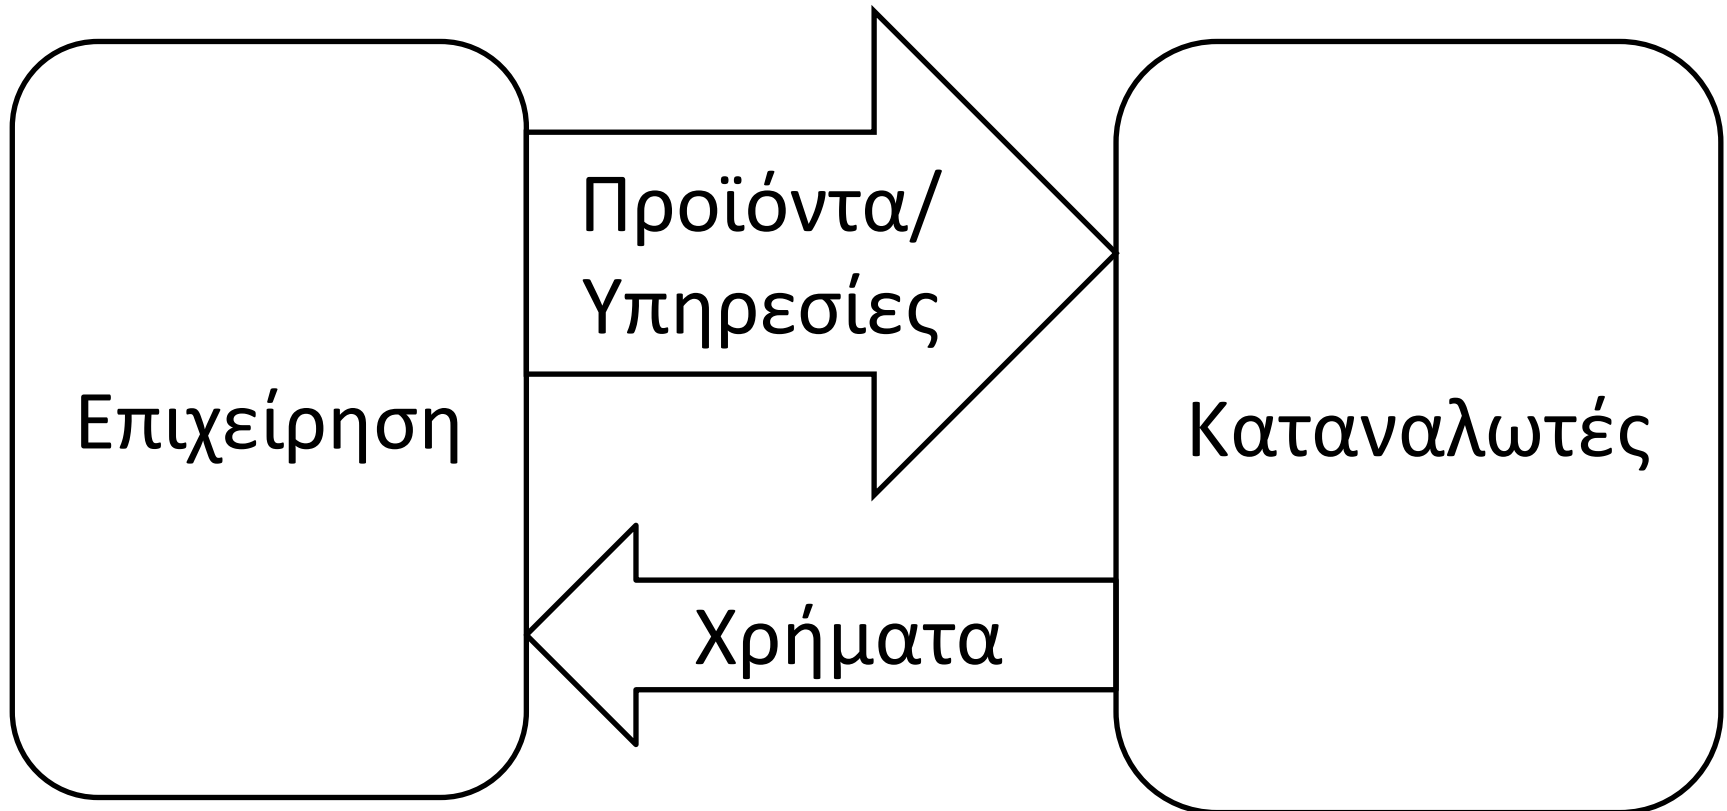 Προϊόντα/
Υπηρεσίες
Επιχείρηση
Καταναλωτές
Χρήματα